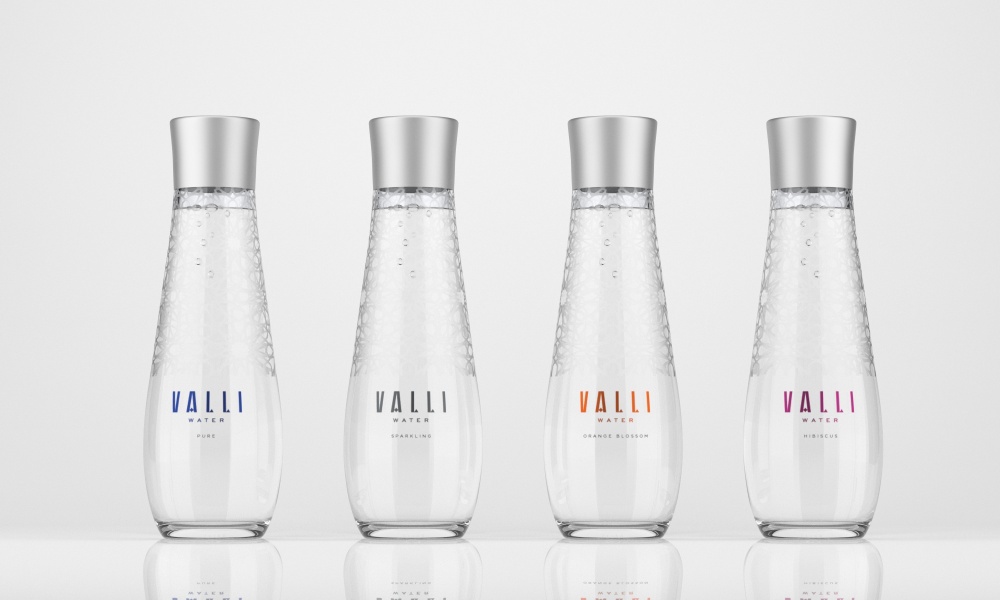 VALLI
WATER
PURE
VALLI
WATER
SPARKLING
VALLI
WATER
ORANGE BLOSSOM
VALLI
WATER
HIBISCUS